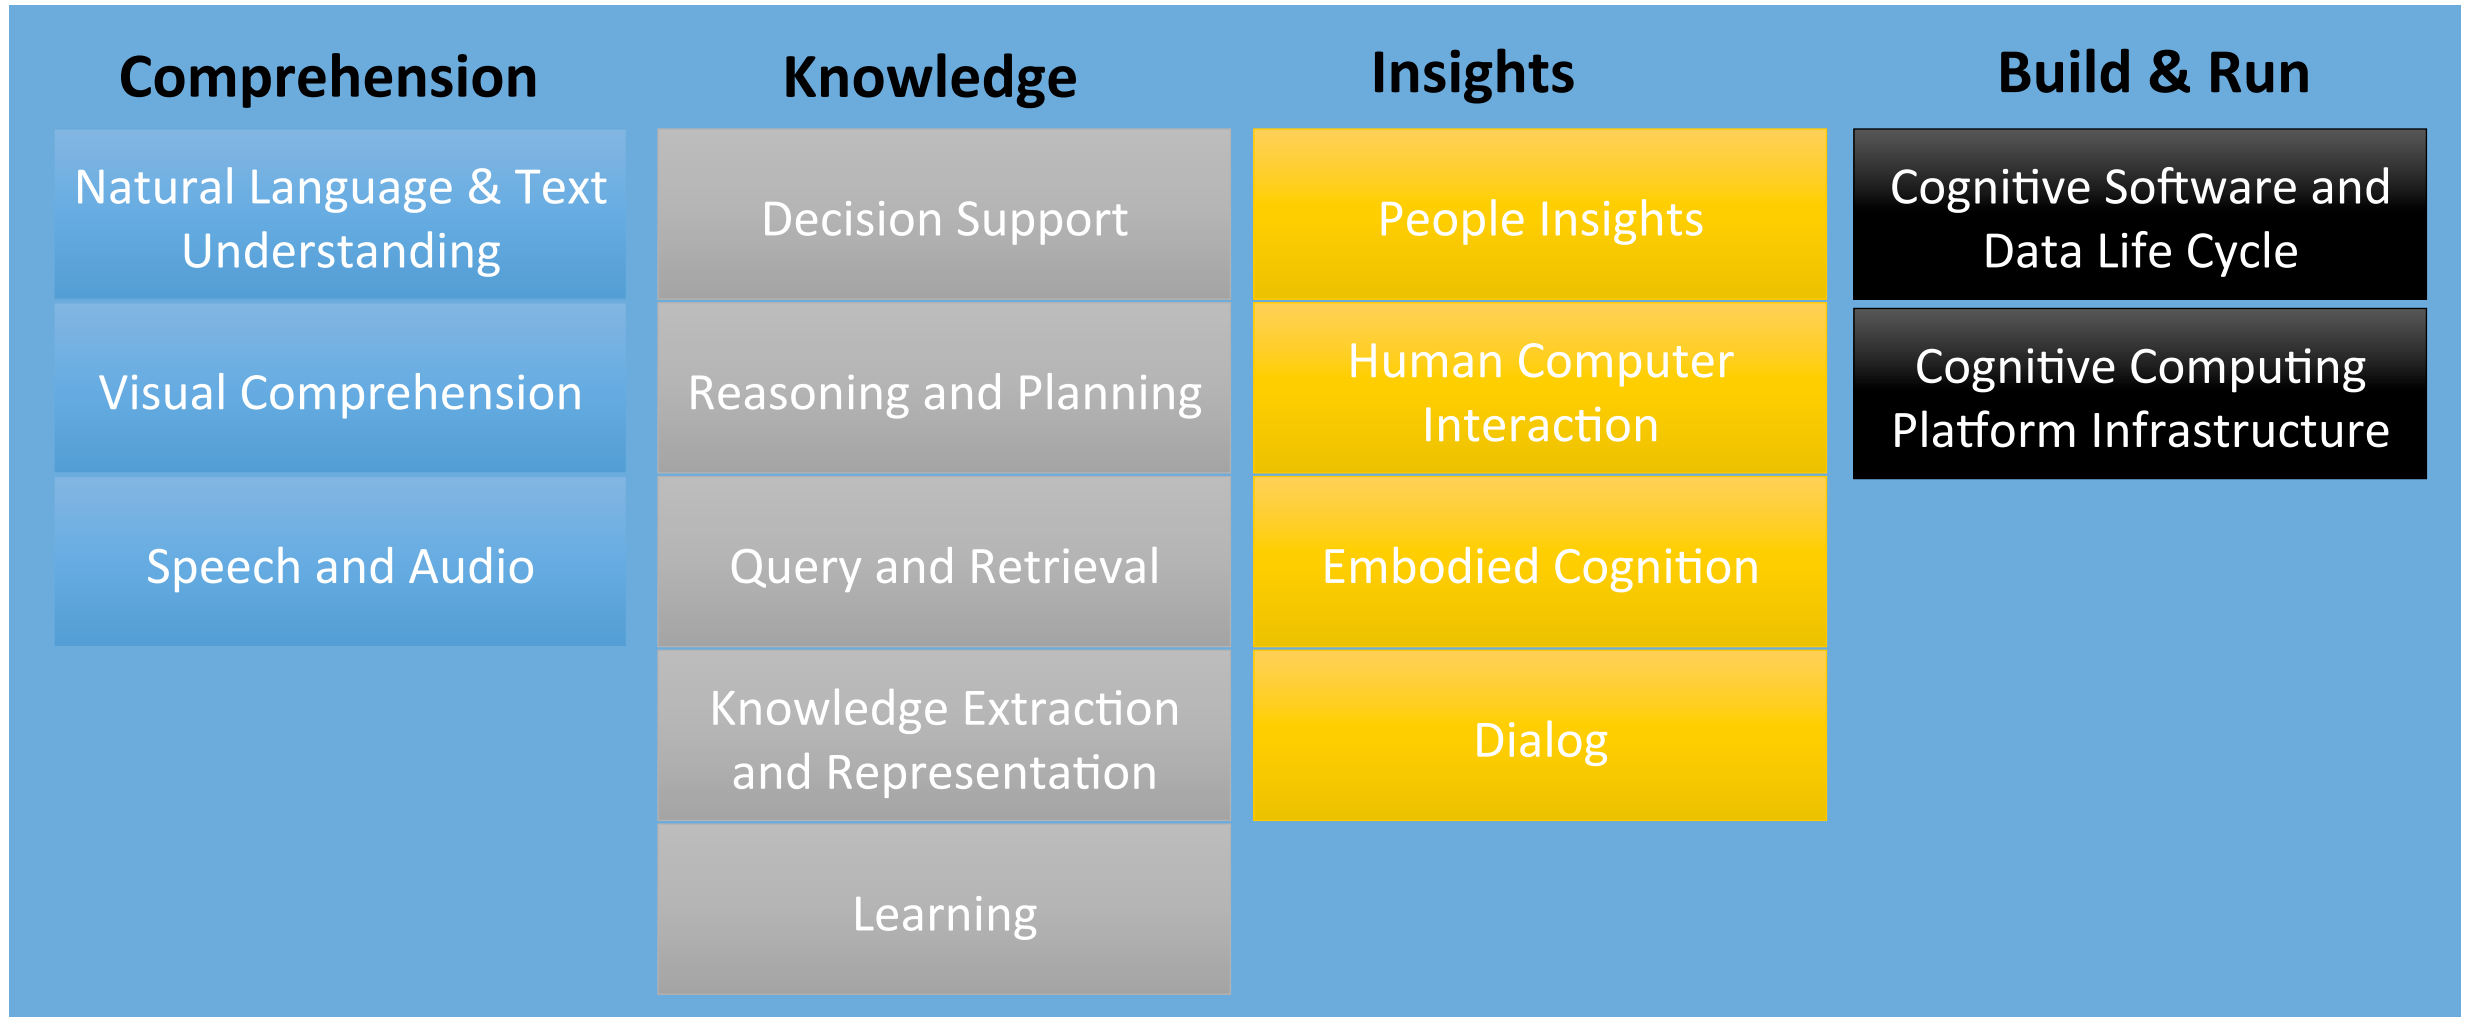 Comprehension
Natural Language & Text
Understanding
Visual Comprehension
Speech and Audio
Knowledge
Decision Support
Reasoning and Planning
Query and Retrieval
Knowledge Extraction
and Representation
Learning
Insights
People Insights
Human Computer
Interaction
Embodied Cognition
Dialog
Build & Run
Cognitive Software and
Data Life Cycle
Cognitive Computing
Platform Infrastructure